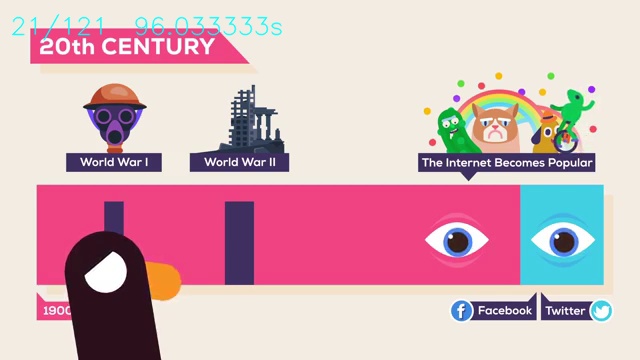 21/121 96.033333s
20th CENTURY
World War I
World War II
The Internet Becomes Popular
1900
Facebook
Twitter